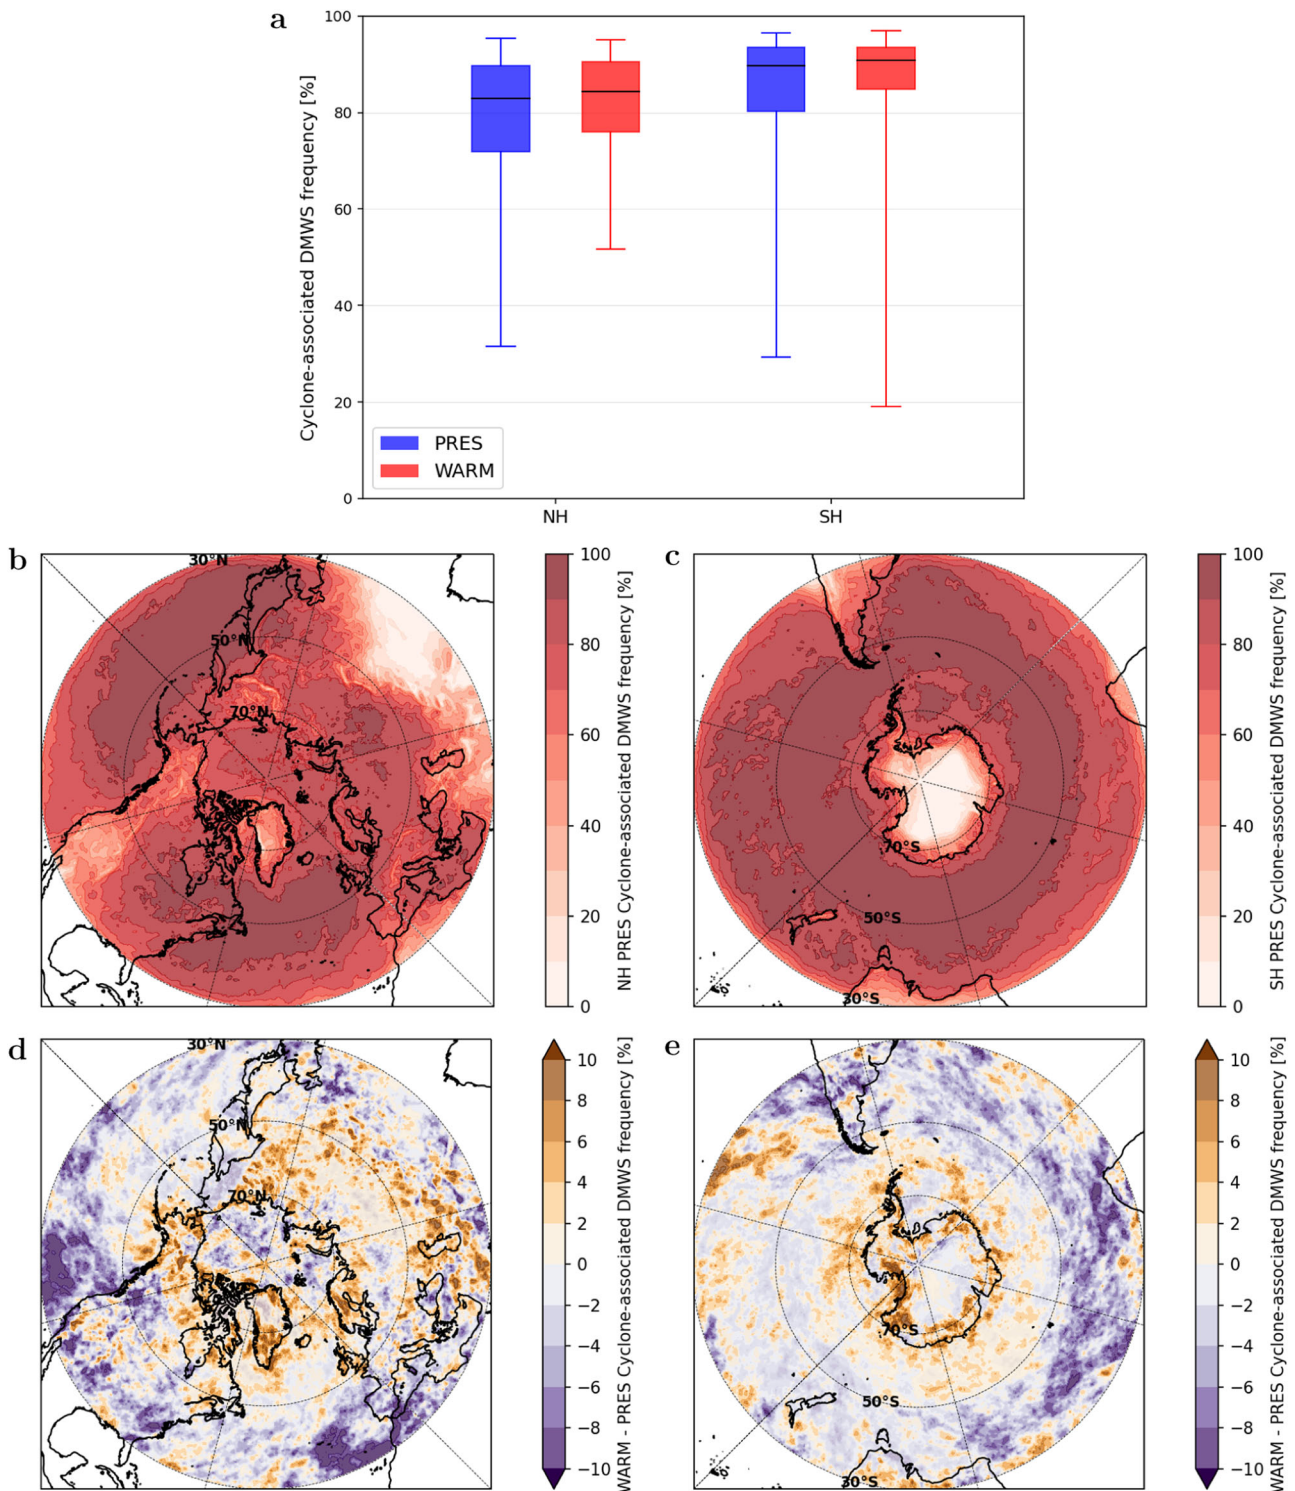 a
Cyclone-associated DMWS frequency [%]
100
80
60
40
20
0
PRES
WARM
NH
SH
b
30°N
50°N
70°N
100
80
60
40
20
0
NH PRES Cyclone-associated DMWS frequency [%]
c
70°S
50°S
30°S
100
80
60
40
20
0
SH PRES Cyclone-associated DMWS frequency [%]
d
30°N
50°N
70°N
10
8
6
4
2
0
−2
−4
−6
−8
−10
WARM - PRES Cyclone-associated DMWS frequency [%]
e
70°S
50°S
30°S
10
8
6
4
2
0
−2
−4
−6
−8
−10
WARM - PRES Cyclone-associated DMWS frequency [%]